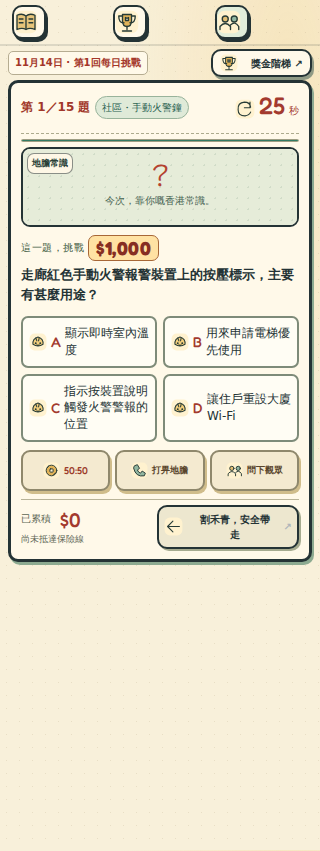 11月14日 · 第1回每日挑戰
獎金階梯 ↗
第 1／15 題
社區 · 手動火警鐘
25 秒
地膽常識
?
今次，靠你嘅香港常識。
這一題，挑戰 $1,000
走廊紅色手動火警報警裝置上的按壓標示，主要
有甚麼用途？
A 顯示即時室內溫
度
B 用來申請電梯優
先使用
C 指示按裝置說明
觸發火警警報的
位置
D 讓住戶重設大廈
Wi-Fi
50:50
打畀地膽
問下觀眾
已累積 $0
尚未抵達保險線
割禾青，安全帶
走
↗